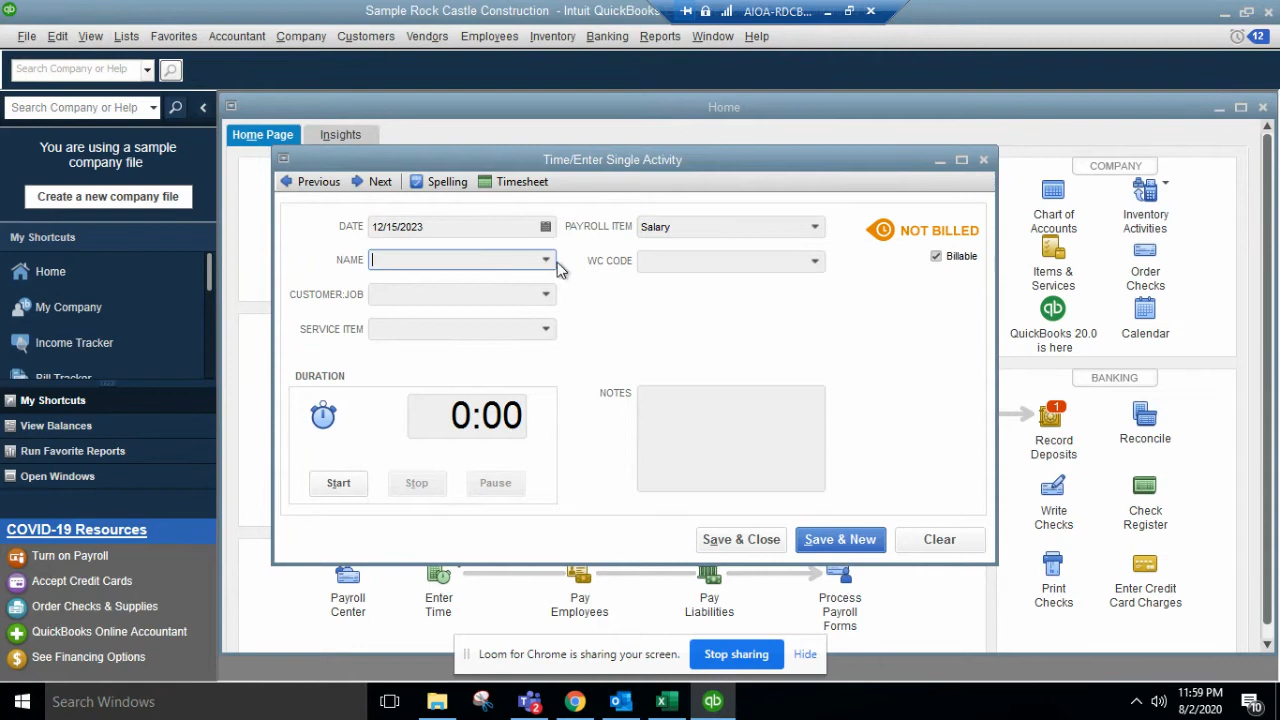 Sample Rock Castle Construction - Intuit QuickBooks
AIOA-RDCB...
File Edit View Lists Favorites Accountant Company Customers Vendors Employees Inventory Banking Reports Window Help
12
Search Company or Help
Search Company or Help
You are using a sample
company file
Create a new company file
My Shortcuts
Home
My Company
Income Tracker
Bill Tracker
My Shortcuts
View Balances
Run Favorite Reports
Open Windows
COVID-19 Resources
Turn on Payroll
Accept Credit Cards
Order Checks & Supplies
QuickBooks Online Accountant
See Financing Options
Home
Home Page Insights
Time/Enter Single Activity
Previous Next Spelling Timesheet
DATE 12/15/2023 PAYROLL ITEM Salary
NOT BILLED
NAME WC CODE Billable
CUSTOMER:JOB
SERVICE ITEM
DURATION
NOTES
0:00
Start Stop Pause
Save & Close Save & New Clear
COMPANY
Chart of
Accounts
Inventory
Activities
Items &
Services
Order
Checks
qb
QuickBooks 20.0
is here
Calendar
BANKING
1
Record
Deposits
Reconcile
Write
Checks
Check
Register
Print
Checks
Enter Credit
Card Charges
Payroll
Center
Enter
Time
Pay
Employees
Pay
Liabilities
Process
Payroll
Forms
Loom for Chrome is sharing your screen. Stop sharing Hide
Search Windows
2
qb
11:59 PM
8/2/2020
10